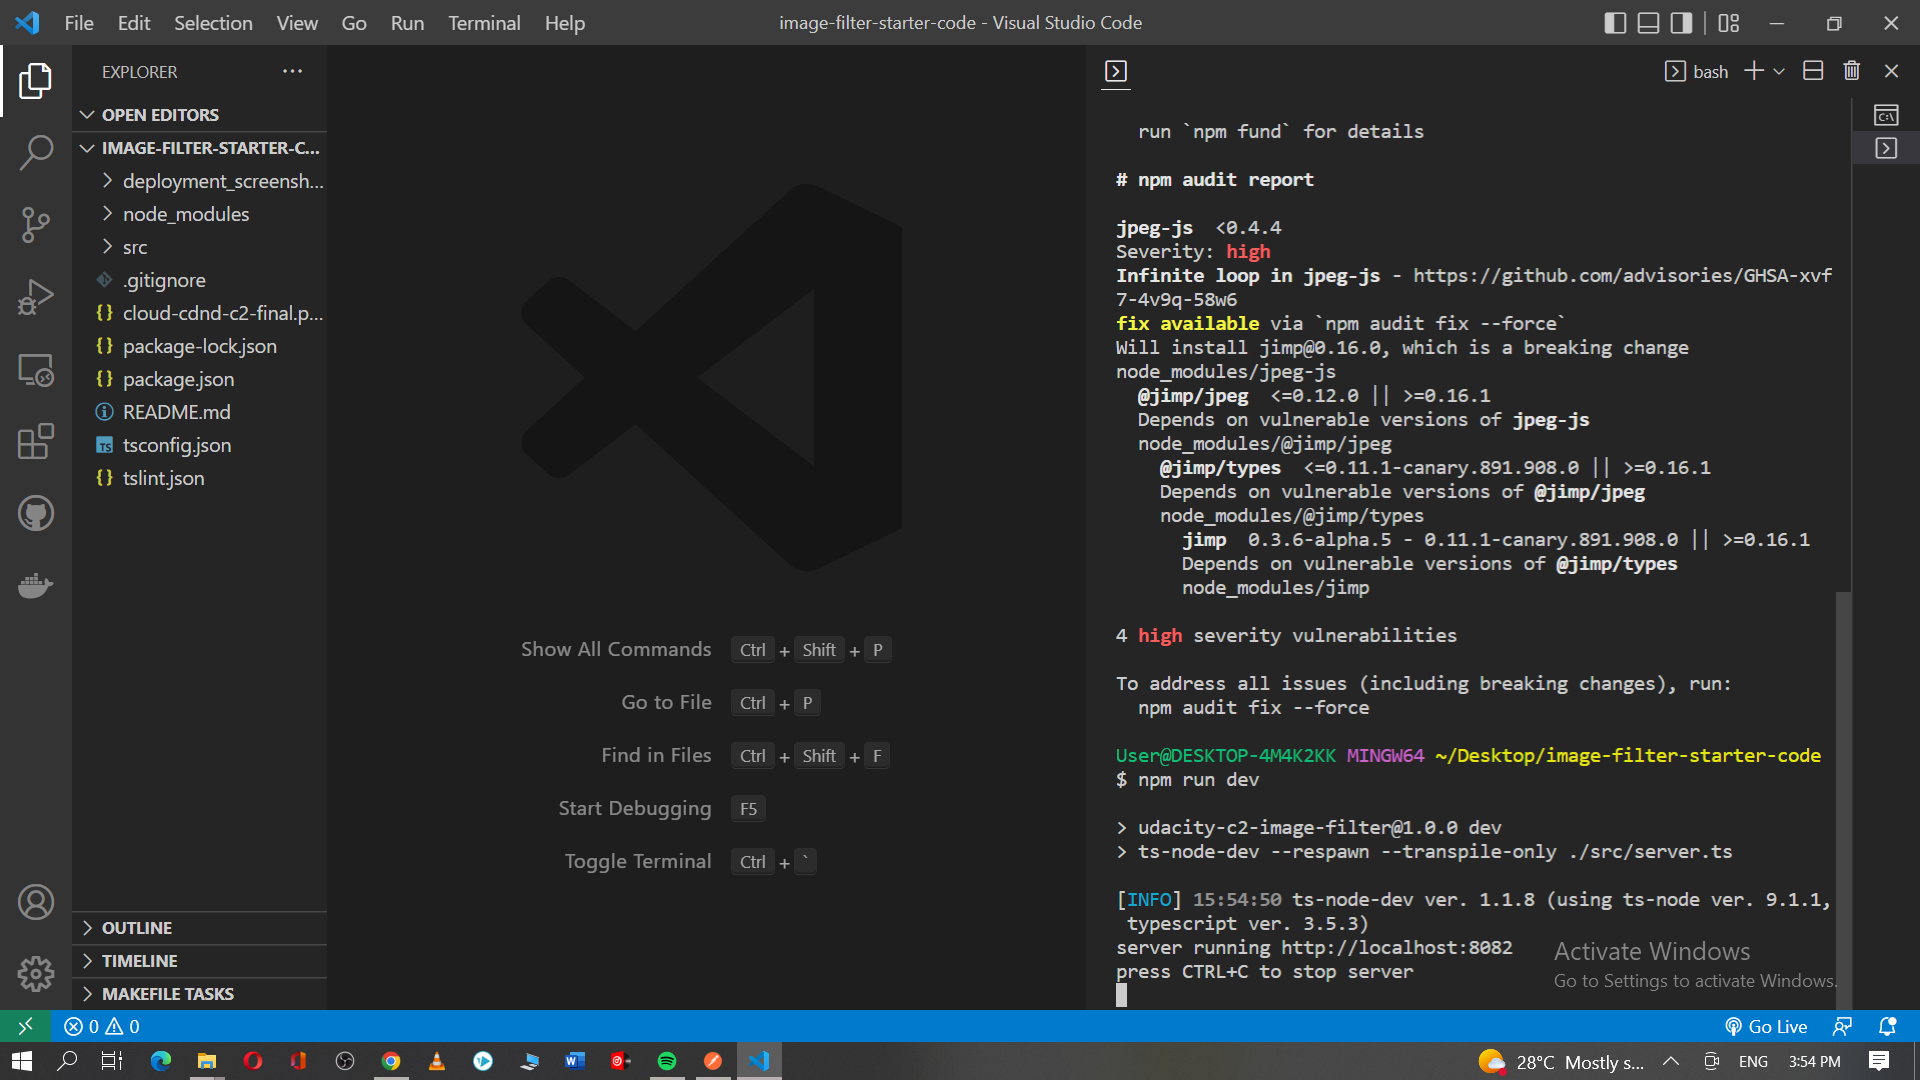 File Edit Selection View Go Run Terminal Help
image-filter-starter-code - Visual Studio Code
EXPLORER
OPEN EDITORS
IMAGE-FILTER-STARTER-C...
deployment_screensh...
node_modules
src
.gitignore
cloud-cdnd-c2-final.p...
package-lock.json
package.json
README.md
tsconfig.json
tslint.json
OUTLINE
TIMELINE
MAKEFILE TASKS
Show All Commands Ctrl + Shift + P
Go to File Ctrl + P
Find in Files Ctrl + Shift + F
Start Debugging F5
Toggle Terminal Ctrl + `
bash
run `npm fund` for details
# npm audit report
jpeg-js <0.4.4
Severity: high
Infinite loop in jpeg-js - https://github.com/advisories/GHSA-xvf
7-4v9q-58w6
fix available via `npm audit fix --force`
Will install jimp@0.16.0, which is a breaking change
node_modules/jpeg-js
@jimp/jpeg <=0.12.0 || >=0.16.1
Depends on vulnerable versions of jpeg-js
node_modules/@jimp/jpeg
@jimp/types <=0.11.1-canary.891.908.0 || >=0.16.1
Depends on vulnerable versions of @jimp/jpeg
node_modules/@jimp/types
jimp 0.3.6-alpha.5 - 0.11.1-canary.891.908.0 || >=0.16.1
Depends on vulnerable versions of @jimp/types
node_modules/jimp
4 high severity vulnerabilities
To address all issues (including breaking changes), run:
npm audit fix --force
User@DESKTOP-4M4K2KK MINGW64 ~/Desktop/image-filter-starter-code
$ npm run dev
> udacity-c2-image-filter@1.0.0 dev
> ts-node-dev --respawn --transpile-only ./src/server.ts
[INFO] 15:54:50 ts-node-dev ver. 1.1.8 (using ts-node ver. 9.1.1,
typescript ver. 3.5.3)
server running http://localhost:8082
press CTRL+C to stop server
Activate Windows
Go to Settings to activate Windows.
0 0
Go Live
28°C Mostly s... ENG 3:54 PM